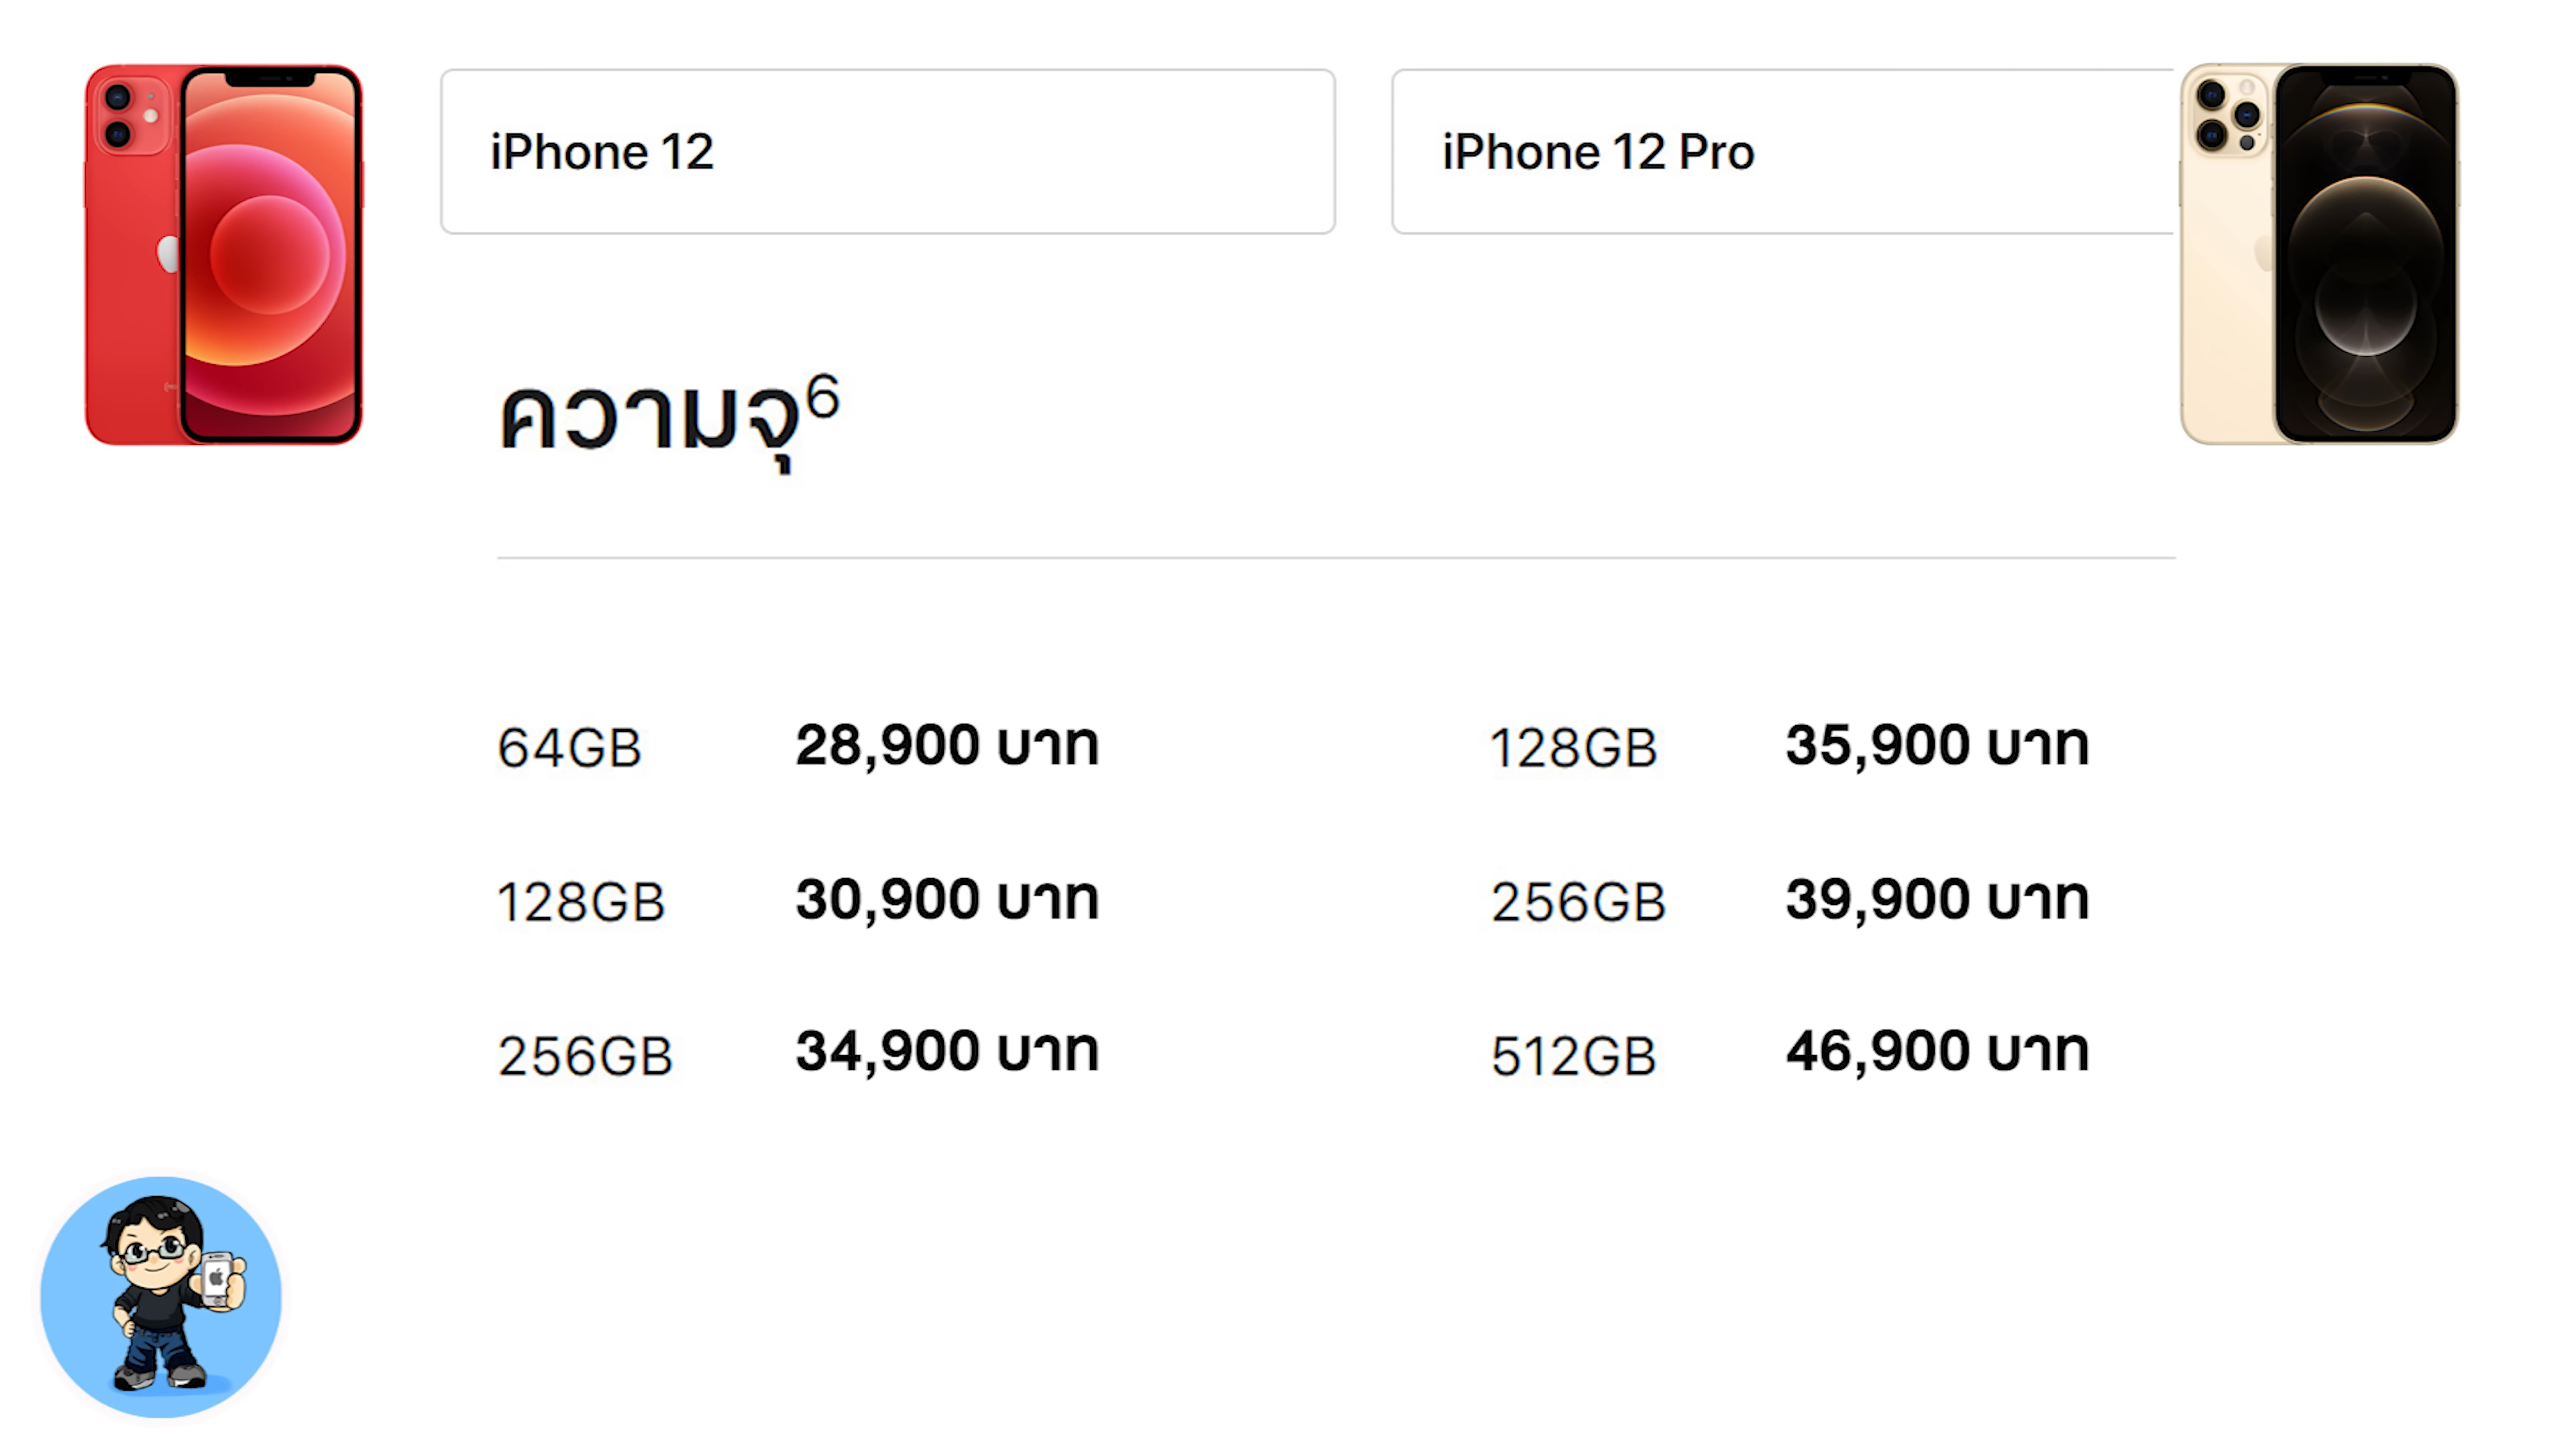 iPhone 12
iPhone 12 Pro
ความจุ⁶
64GB 28,900 บาท 128GB 35,900 บาท
128GB 30,900 บาท 256GB 39,900 บาท
256GB 34,900 บาท 512GB 46,900 บาท